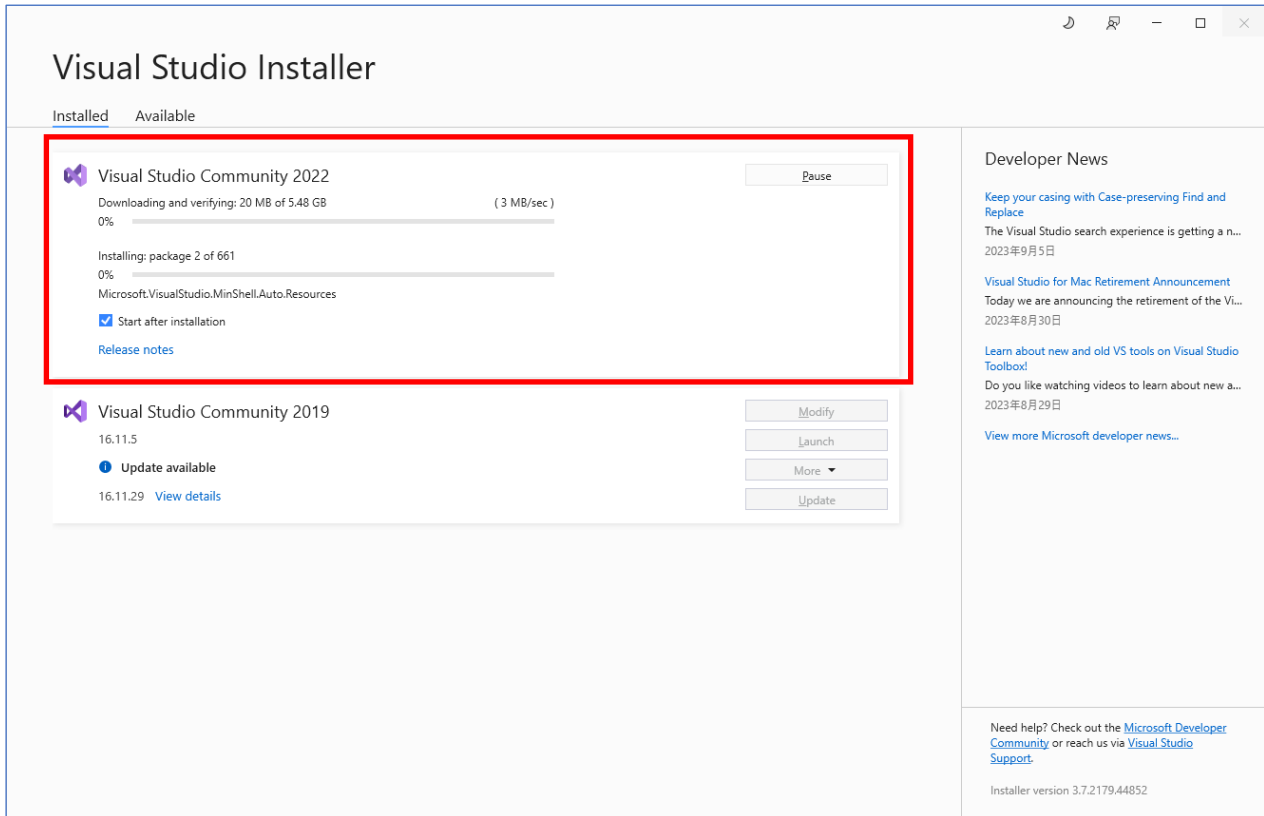 Visual Studio Installer
Installed
Available
Visual Studio Community 2022
Pause
Downloading and verifying: 20 MB of 5.48 GB
( 3 MB/sec )
0%
Installing: package 2 of 661
0%
Microsoft.VisualStudio.MinShell.Auto.Resources
Start after installation
Release notes
Visual Studio Community 2019
16.11.5
Update available
16.11.29 View details
Modify
Launch
More
Update
Developer News
Keep your casing with Case-preserving Find and
Replace
The Visual Studio search experience is getting a n...
2023年9月5日
Visual Studio for Mac Retirement Announcement
Today we are announcing the retirement of the Vi...
2023年8月30日
Learn about new and old VS tools on Visual Studio
Toolbox!
Do you like watching videos to learn about new a...
2023年8月29日
View more Microsoft developer news...
Need help? Check out the Microsoft Developer
Community or reach us via Visual Studio
Support.
Installer version 3.7.2179.44852